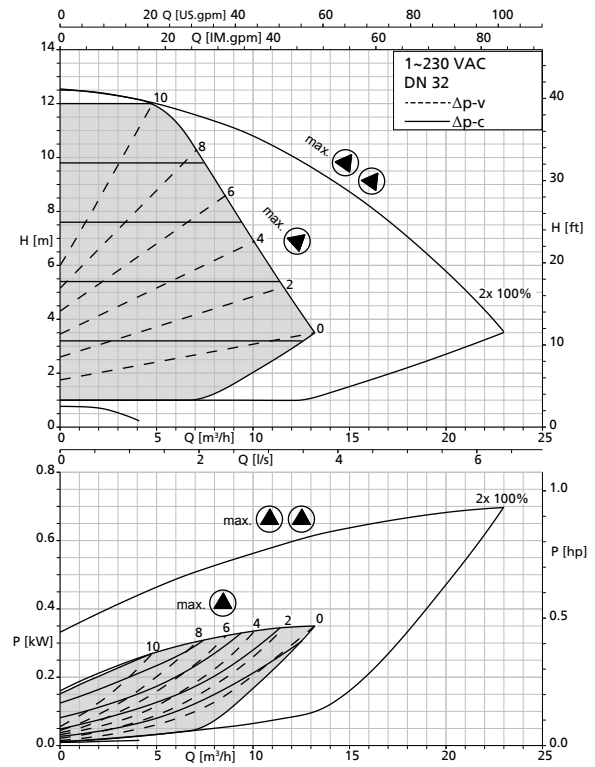 0 20 Q [US.gpm] 40 60 80 100
0 20 Q [IM.gpm] 40 60 80
14
12
10
8
H [m]
6
4
2
0
1~230 VAC
DN 32
Δp-v
Δp-c
40
30
H [ft]
20
10
0
10
8
6
4
2
0
max.
max.
2x 100%
0 5 Q [m³/h] 10 15 20 25
0 2 Q [l/s] 4 6
0.8
0.6
0.4
P [kW]
0.2
0.0
1.0
P [hp]
0.5
0.0
2x 100%
max.
max.
10 8 6 4 2 0
0 5 Q [m³/h] 10 15 20 25